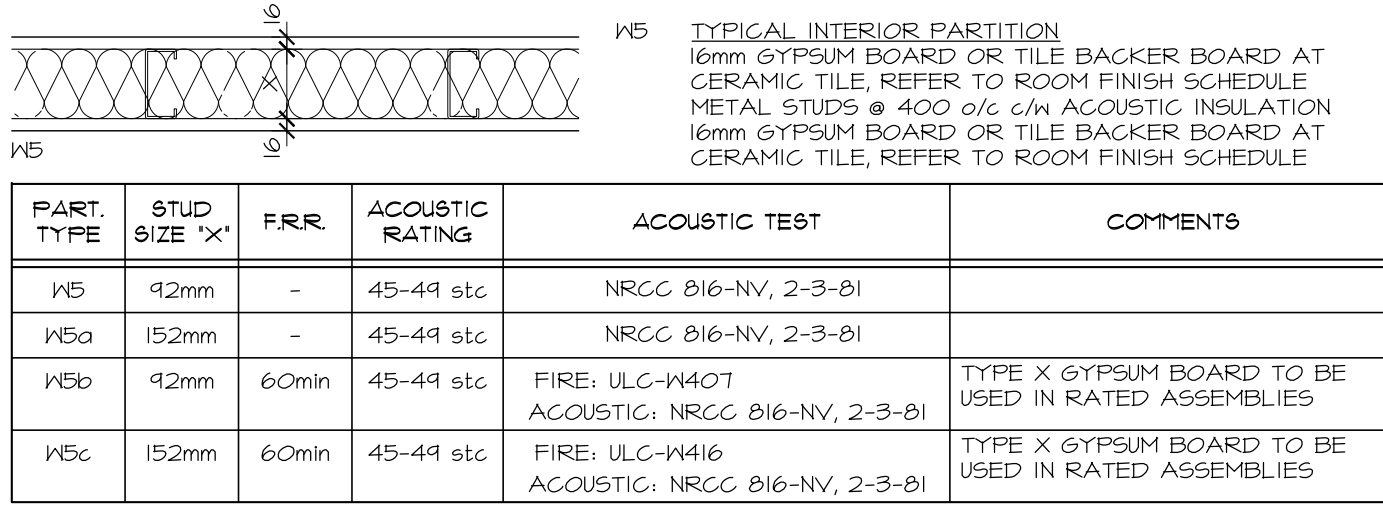 16
X
16
W5
W5 TYPICAL INTERIOR PARTITION
16mm GYPSUM BOARD OR TILE BACKER BOARD AT
CERAMIC TILE, REFER TO ROOM FINISH SCHEDULE
METAL STUDS @ 400 o/c c/w ACOUSTIC INSULATION
16mm GYPSUM BOARD OR TILE BACKER BOARD AT
CERAMIC TILE, REFER TO ROOM FINISH SCHEDULE
PART. TYPE STUD SIZE "X" F.R.R. ACOUSTIC RATING ACOUSTIC TEST COMMENTS
W5 92mm - 45-49 stc NRCC 816-NV, 2-3-81
W5a 152mm - 45-49 stc NRCC 816-NV, 2-3-81
W5b 92mm 60min 45-49 stc FIRE: ULC-W407
ACOUSTIC: NRCC 816-NV, 2-3-81
TYPE X GYPSUM BOARD TO BE
USED IN RATED ASSEMBLIES
W5c 152mm 60min 45-49 stc FIRE: ULC-W416
ACOUSTIC: NRCC 816-NV, 2-3-81
TYPE X GYPSUM BOARD TO BE
USED IN RATED ASSEMBLIES